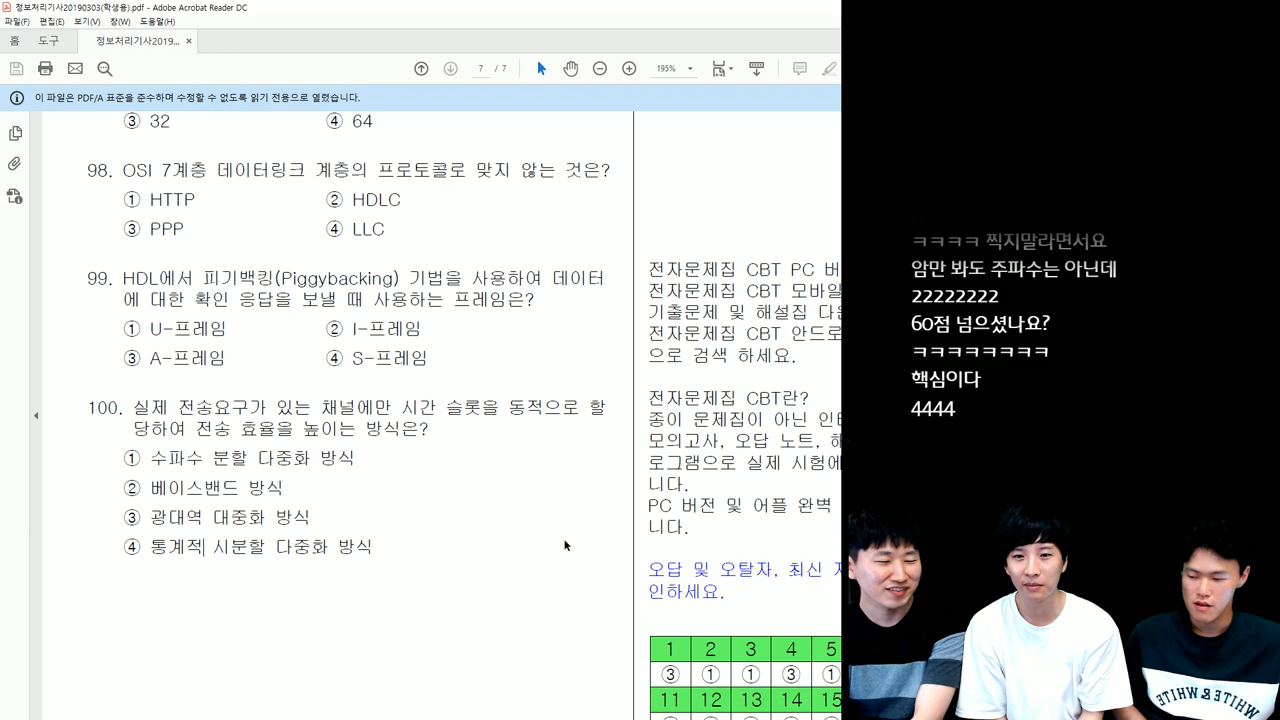 정보처리기사20190303(학생용).pdf - Adobe Acrobat Reader DC
파일(F) 편집(E) 보기(V) 창(W) 도움말(H)
홈 도구 정보처리기사2019... ×
7 / 7 195%
이 파일은 PDF/A 표준을 준수하며 수정할 수 없도록 읽기 전용으로 열렸습니다.
③ 32 ④ 64
98. OSI 7계층 데이터링크 계층의 프로토콜로 맞지 않는 것은?
① HTTP ② HDLC
③ PPP ④ LLC
99. HDL에서 피기백킹(Piggybacking) 기법을 사용하여 데이터
에 대한 확인 응답을 보낼 때 사용하는 프레임은?
① U-프레임 ② I-프레임
③ A-프레임 ④ S-프레임
100. 실제 전송요구가 있는 채널에만 시간 슬롯을 동적으로 할
당하여 전송 효율을 높이는 방식은?
① 수파수 분할 다중화 방식
② 베이스밴드 방식
③ 광대역 대중화 방식
④ 통계적 시분할 다중화 방식
전자문제집 CBT PC 버
전자문제집 CBT 모바일
기출문제 및 해설집 다운
전자문제집 CBT 안드로
으로 검색 하세요.
전자문제집 CBT란?
종이 문제집이 아닌 인터
모의고사, 오답 노트, 해
로그램으로 실제 시험에
니다.
PC 버전 및 어플 완벽
니다.
오답 및 오탈자, 최신 자
인하세요.
1 2 3 4 5
③ ① ① ③ ①
11 12 13 14 15
ㅋㅋㅋㅋ 찍지말라면서요
암만 봐도 주파수는 아닌데
22222222
60점 넘으셨나요?
ㅋㅋㅋㅋㅋㅋㅋㅋ
핵심이다
4444
WHITE&WHITE